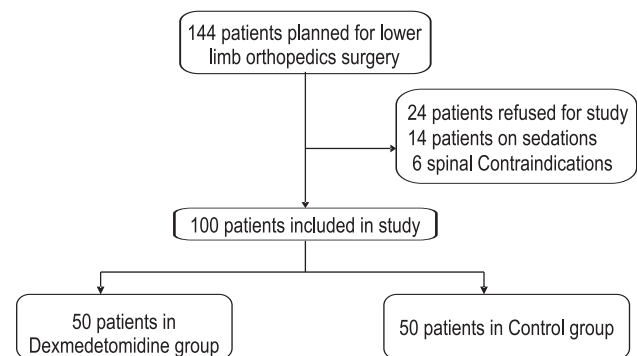 144 patients planned for lower
limb orthopedics surgery
24 patients refused for study
14 patients on sedations
6 spinal Contraindications
100 patients included in study
50 patients in
Dexmedetomidine group
50 patients in Control group